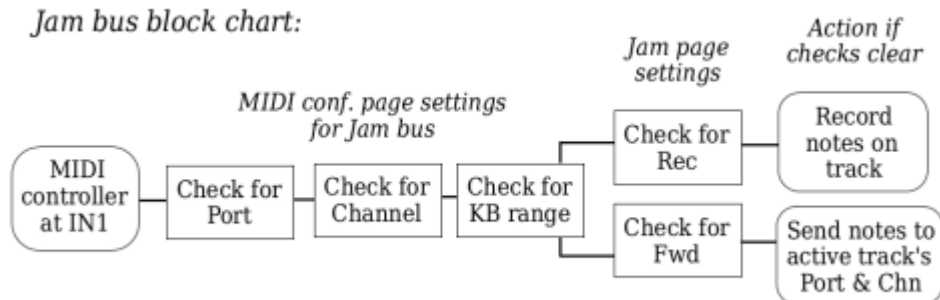 Jam bus block chart:
Action if
checks clear
Jam page
settings
MIDI conf. page settings
for Jam bus
MIDI
controller
at IN1
Check for
Port
Check for
Channel
Check for
KB range
Check for
Rec
Record
notes on
track
Check for
Fwd
Send notes to
active track's
Port & Chn